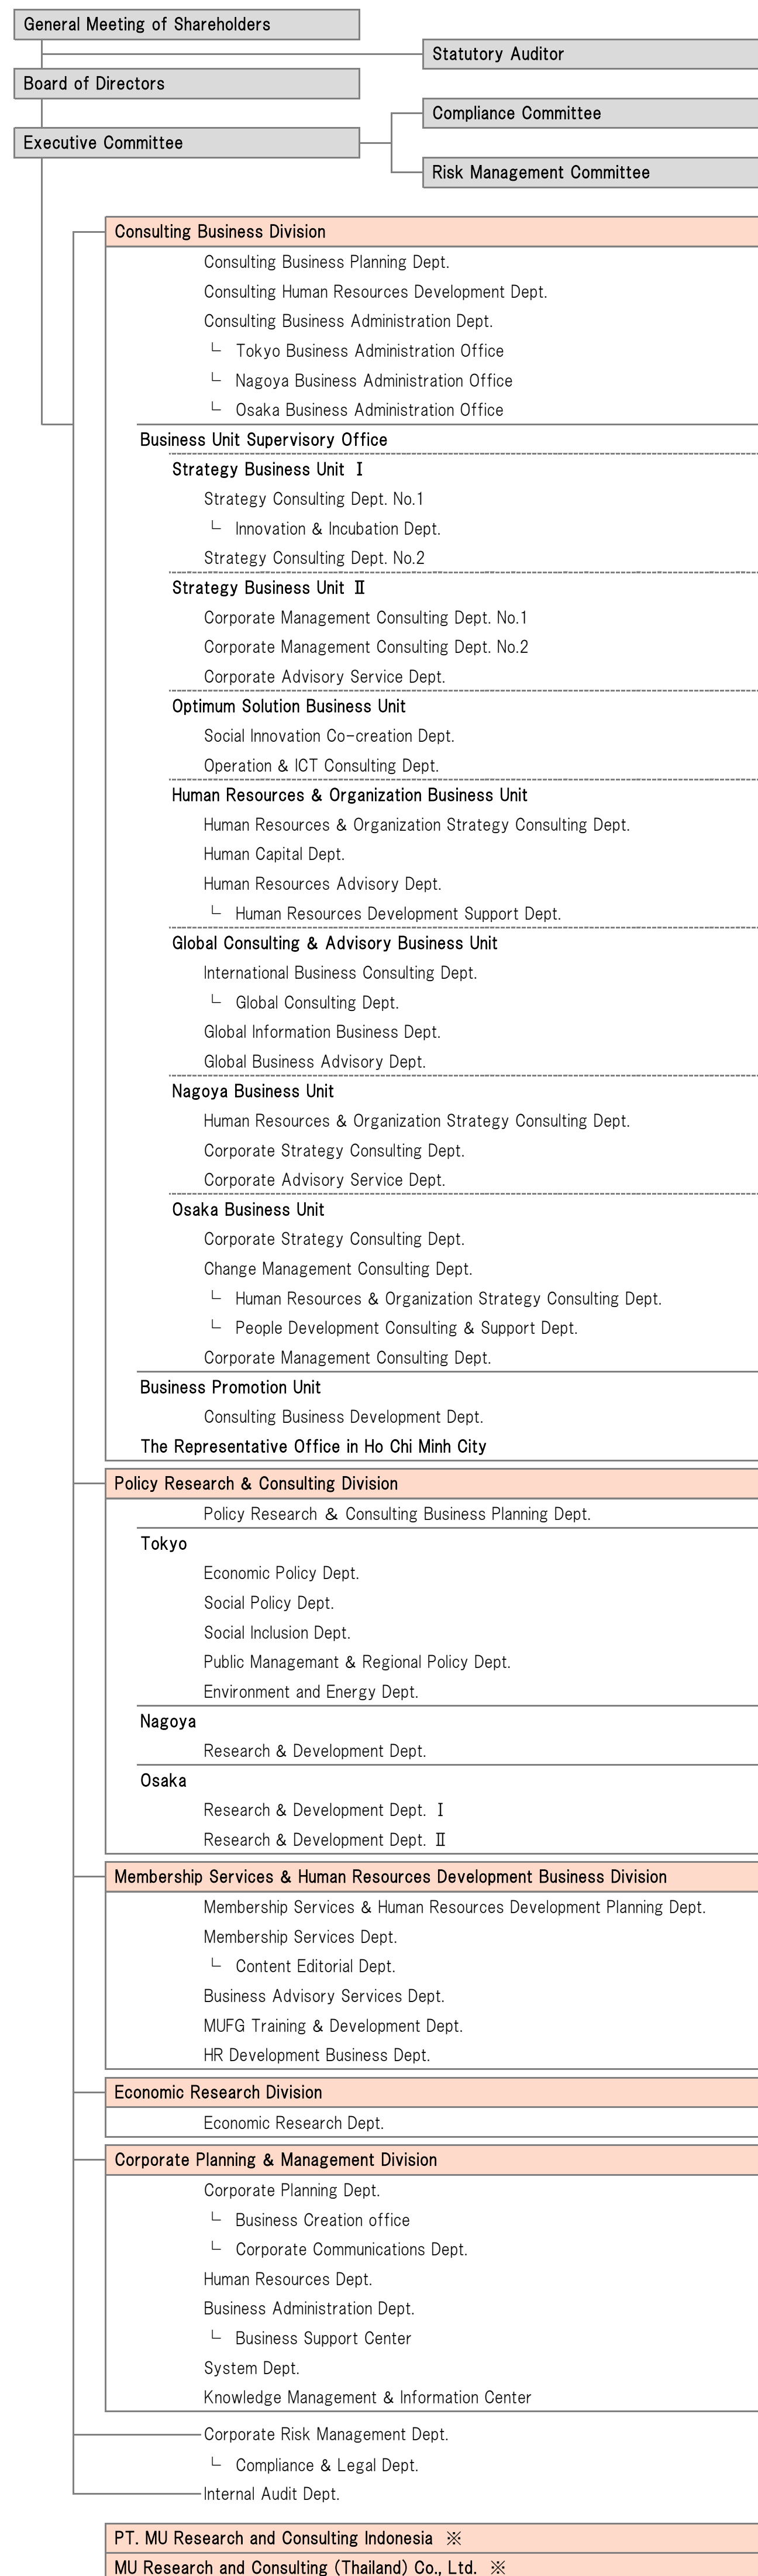 General Meeting of Shareholders
Statutory Auditor
Board of Directors
Compliance Committee
Executive Committee
Risk Management Committee
Consulting Business Division
Consulting Business Planning Dept.
Consulting Human Resources Development Dept.
Consulting Business Administration Dept.
└ Tokyo Business Administration Office
└ Nagoya Business Administration Office
└ Osaka Business Administration Office
Business Unit Supervisory Office
Strategy Business Unit Ⅰ
Strategy Consulting Dept. No.1
└ Innovation & Incubation Dept.
Strategy Consulting Dept. No.2
Strategy Business Unit Ⅱ
Corporate Management Consulting Dept. No.1
Corporate Management Consulting Dept. No.2
Corporate Advisory Service Dept.
Optimum Solution Business Unit
Social Innovation Co-creation Dept.
Operation & ICT Consulting Dept.
Human Resources & Organization Business Unit
Human Resources & Organization Strategy Consulting Dept.
Human Capital Dept.
Human Resources Advisory Dept.
└ Human Resources Development Support Dept.
Global Consulting & Advisory Business Unit
International Business Consulting Dept.
└ Global Consulting Dept.
Global Information Business Dept.
Global Business Advisory Dept.
Nagoya Business Unit
Human Resources & Organization Strategy Consulting Dept.
Corporate Strategy Consulting Dept.
Corporate Advisory Service Dept.
Osaka Business Unit
Corporate Strategy Consulting Dept.
Change Management Consulting Dept.
└ Human Resources & Organization Strategy Consulting Dept.
└ People Development Consulting & Support Dept.
Corporate Management Consulting Dept.
Business Promotion Unit
Consulting Business Development Dept.
The Representative Office in Ho Chi Minh City
Policy Research & Consulting Division
Policy Research ＆ Consulting Business Planning Dept.
Tokyo
Economic Policy Dept.
Social Policy Dept.
Social Inclusion Dept.
Public Managemant & Regional Policy Dept.
Environment and Energy Dept.
Nagoya
Research & Development Dept.
Osaka
Research & Development Dept. Ⅰ
Research & Development Dept. Ⅱ
Membership Services & Human Resources Development Business Division
Membership Services & Human Resources Development Planning Dept.
Membership Services Dept.
└ Content Editorial Dept.
Business Advisory Services Dept.
MUFG Training & Development Dept.
HR Development Business Dept.
Economic Research Division
Economic Research Dept.
Corporate Planning & Management Division
Corporate Planning Dept.
└ Business Creation office
└ Corporate Communications Dept.
Human Resources Dept.
Business Administration Dept.
└ Business Support Center
System Dept.
Knowledge Management & Information Center
Corporate Risk Management Dept.
└ Compliance & Legal Dept.
Internal Audit Dept.
PT. MU Research and Consulting Indonesia ※
MU Research and Consulting (Thailand) Co., Ltd. ※